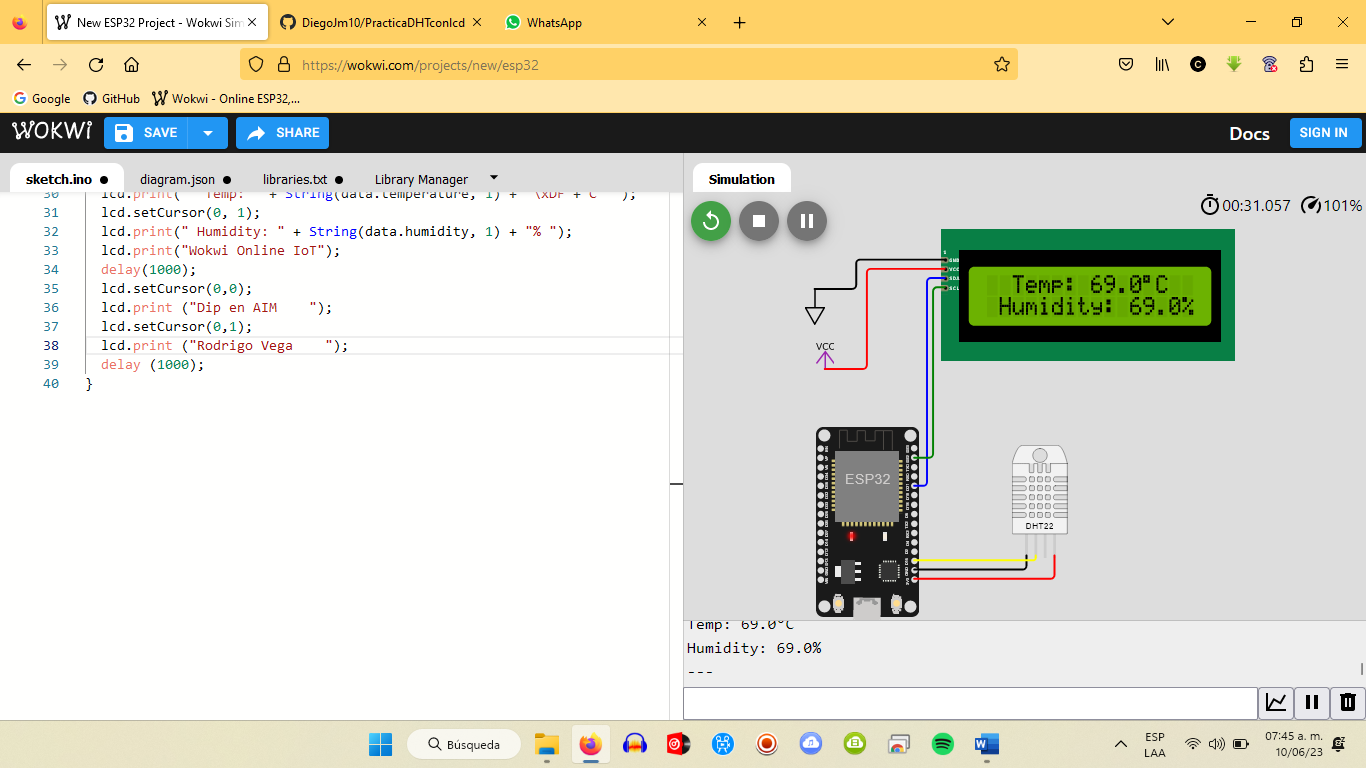 New ESP32 Project - Wokwi Sim
DiegoJm10/PracticaDHTconlcd
WhatsApp
https://wokwi.com/projects/new/esp32
Google
GitHub
Wokwi - Online ESP32,...
WOKWI
SAVE
SHARE
Docs
SIGN IN
sketch.ino
diagram.json
libraries.txt
Library Manager
Simulation
30 lcd.print(" Temp: " + String(data.temperature, 1) + "\xDF"+"C  ");
31 lcd.setCursor(0, 1);
32 lcd.print(" Humidity: " + String(data.humidity, 1) + "% ");
33 lcd.print("Wokwi Online IoT");
34 delay(1000);
35 lcd.setCursor(0,0);
36 lcd.print ("Dip en AIM    ");
37 lcd.setCursor(0,1);
38 lcd.print ("Rodrigo Vega    ");
39 delay (1000);
40 }
00:31.057
101%
GND
VCC
SDA
SCL
Temp: 69.0°C
Humidity: 69.0%
VCC
ESP32
DHT22
Temp: 69.0°C
Humidity: 69.0%
---
Búsqueda
ESP
LAA
07:45 a. m.
10/06/23